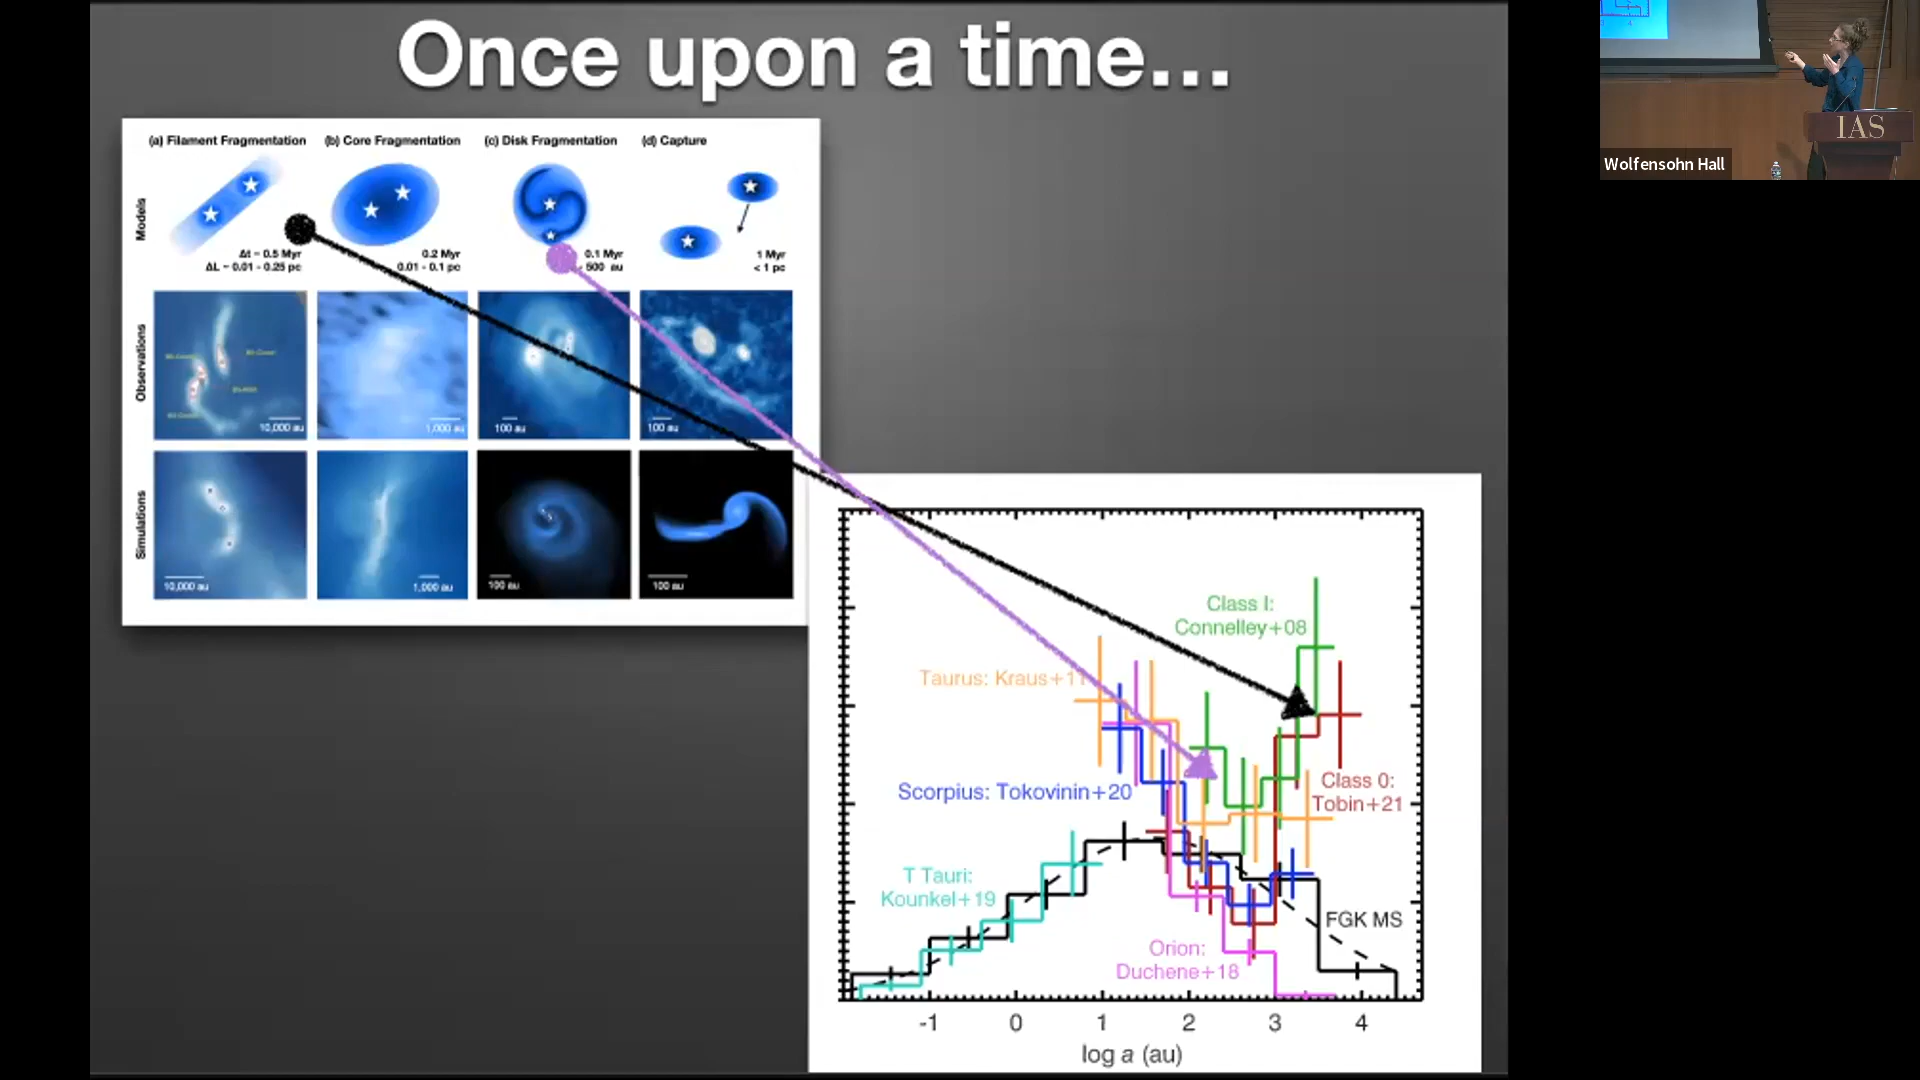 Once upon a time...
(a) Filament Fragmentation
(b) Core Fragmentation
(c) Disk Fragmentation
(d) Capture
Models
Δt ~ 0.5 Myr
ΔL ~ 0.01 - 0.25 pc
0.2 Myr
0.01 - 0.1 pc
0.1 Myr
500 au
1 Myr
< 1 pc
Observations
10,000 au
1,000 au
100 au
100 au
Simulations
10,000 au
1,000 au
100 au
100 au
Class I:
Connelley+08
Taurus: Kraus+11
Scorpius: Tokovinin+20
Class 0:
Tobin+21
T Tauri:
Kounkel+19
FGK MS
Orion:
Duchene+18
-1 0 1 2 3 4
log a (au)
IAS
Wolfensohn Hall